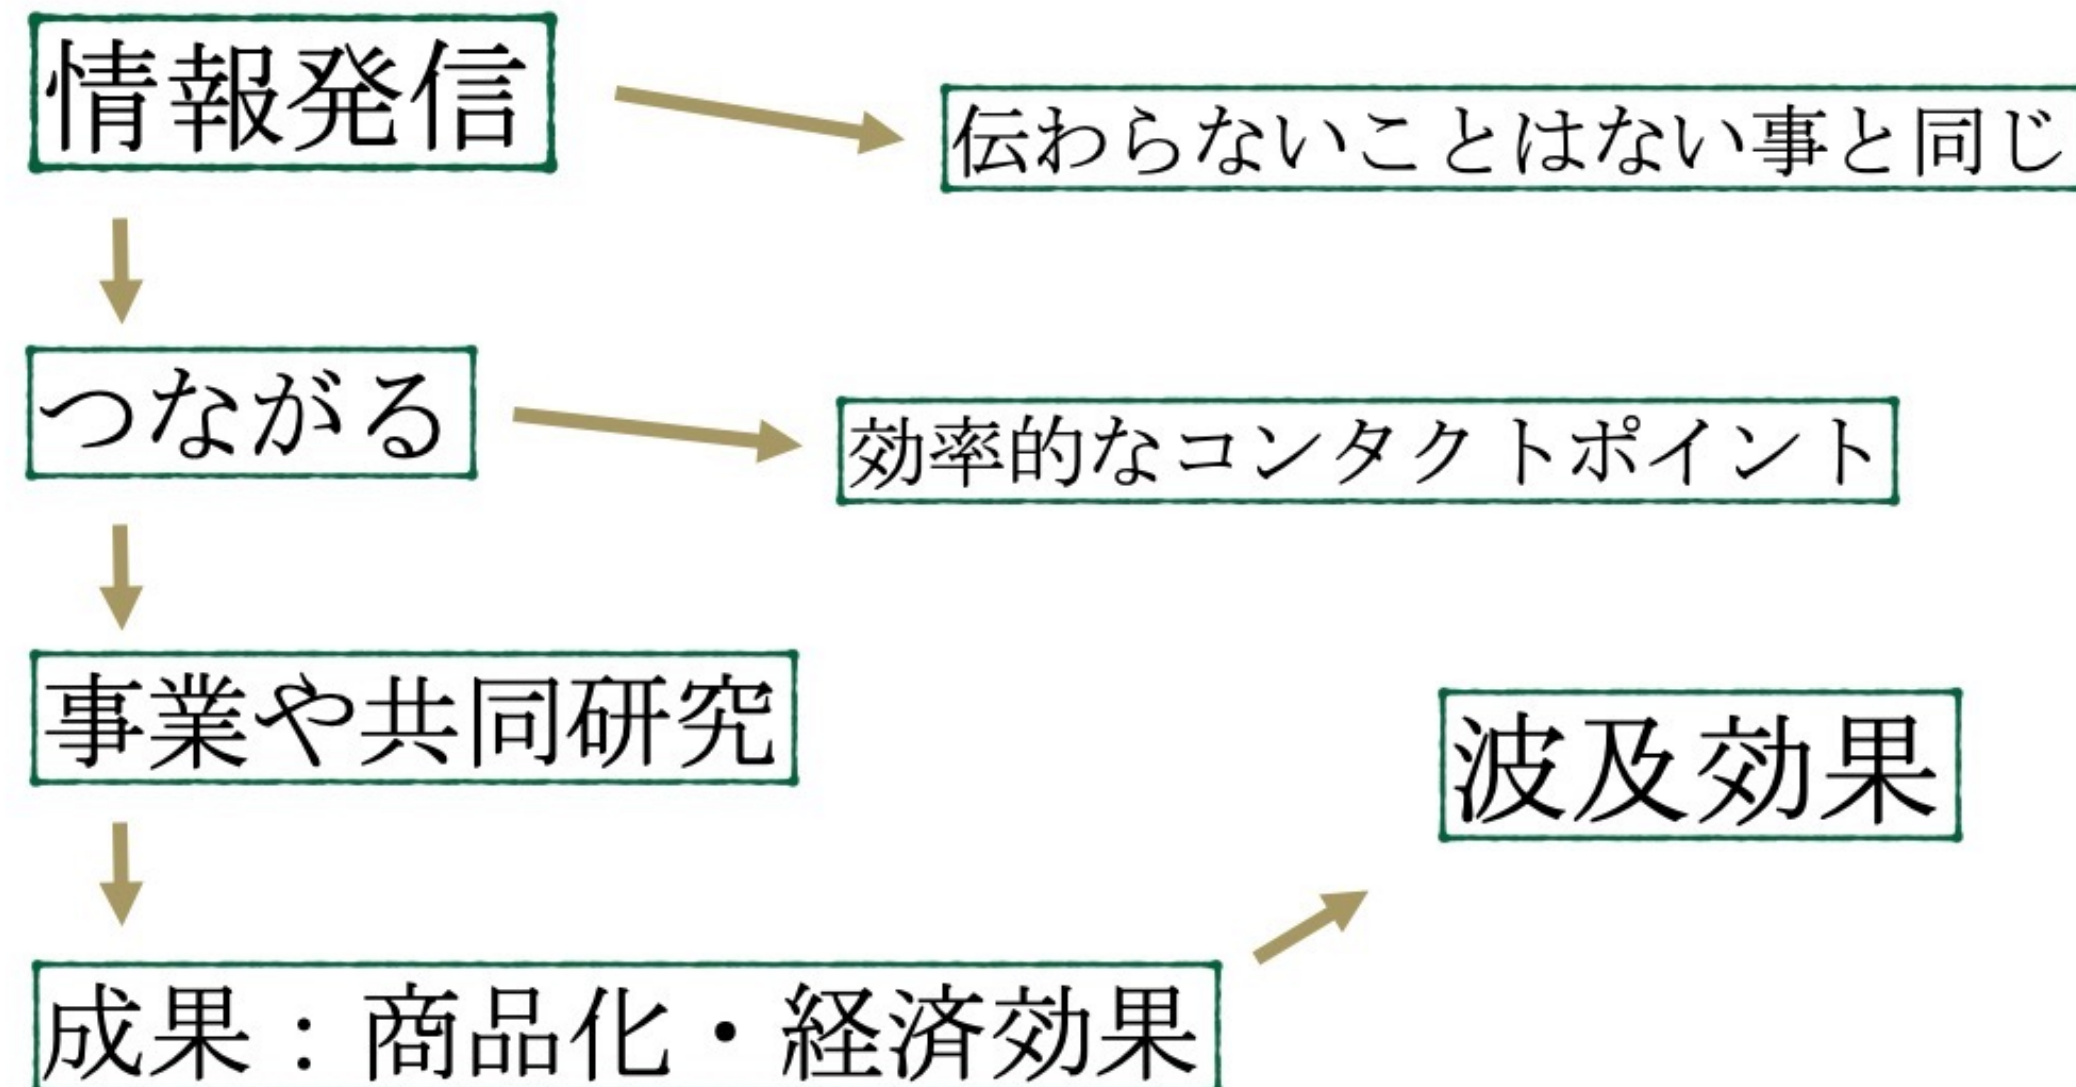 情報発信
伝わらないことはない事と同じ
つながる
効率的なコンタクトポイント
事業や共同研究
波及効果
成果：商品化・経済効果